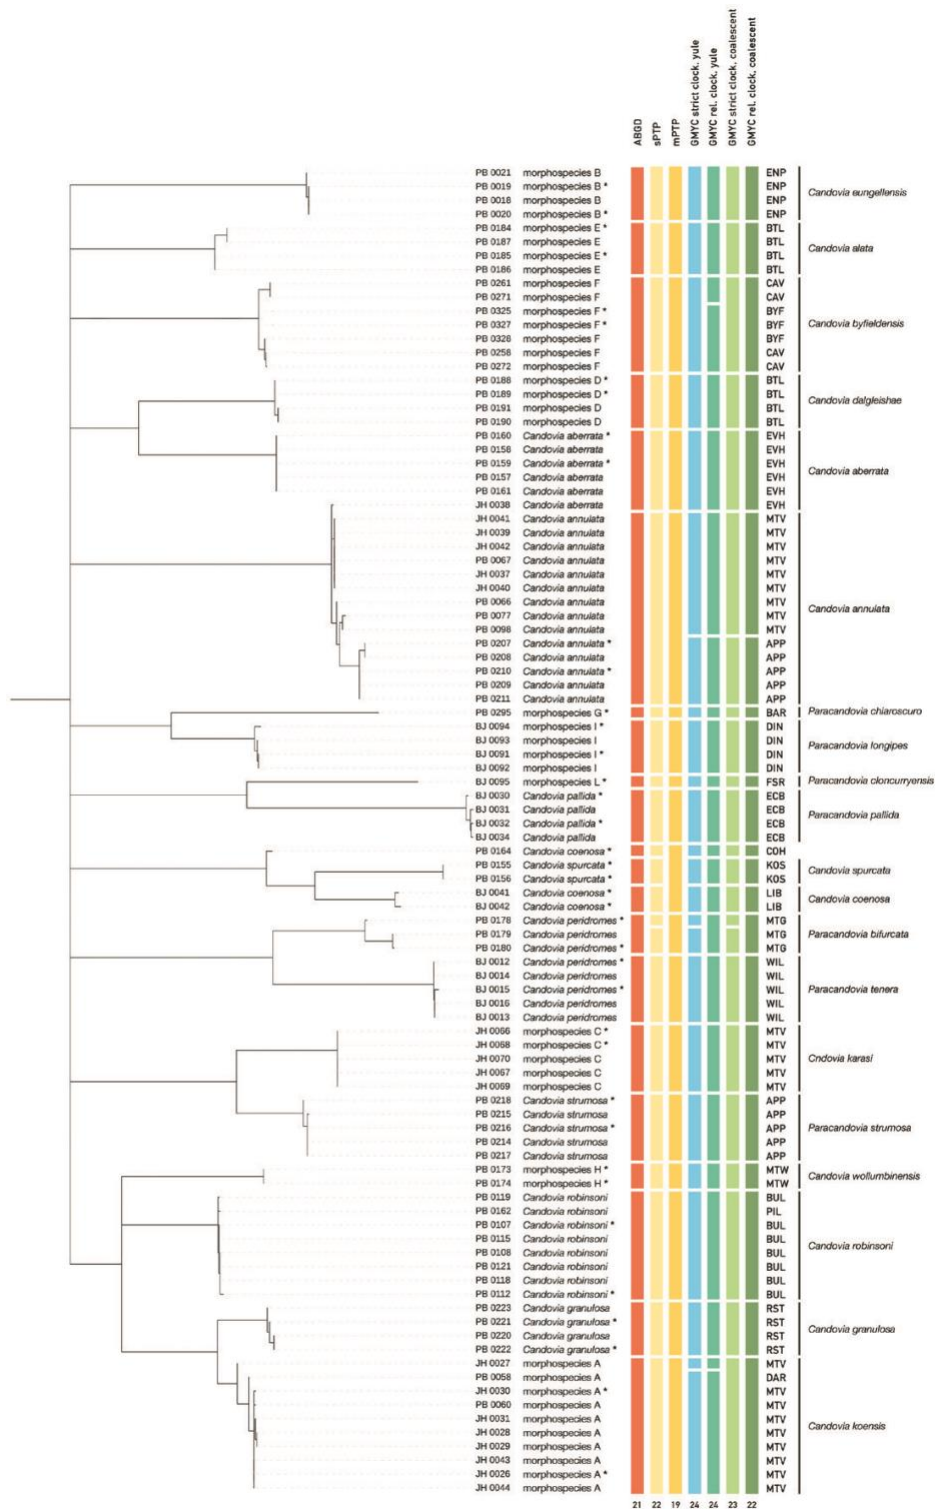 ABGD
sPTP
mPTP
GMYC strict clock, yule
GMYC rel. clock, yule
GMYC strict clock, coalescent
GMYC rel. clock, coalescent
PB 0021 morphospecies B ENP
PB 0019 morphospecies B * ENP
PB 0018 morphospecies B ENP
PB 0020 morphospecies B * ENP
Candovia eungellensis
PB 0184 morphospecies E * BTL
PB 0187 morphospecies E BTL
PB 0185 morphospecies E * BTL
PB 0186 morphospecies E BTL
Candovia alata
PB 0261 morphospecies F CAV
PB 0271 morphospecies F CAV
PB 0325 morphospecies F * BYF
PB 0327 morphospecies F * BYF
PB 0328 morphospecies F BYF
PB 0258 morphospecies F CAV
PB 0272 morphospecies F CAV
Candovia byfieldensis
PB 0188 morphospecies D * BTL
PB 0189 morphospecies D * BTL
PB 0191 morphospecies D BTL
PB 0190 morphospecies D BTL
Candovia dalgleishae
PB 0160 Candovia aberrata * EVH
PB 0158 Candovia aberrata EVH
PB 0159 Candovia aberrata * EVH
PB 0157 Candovia aberrata EVH
PB 0161 Candovia aberrata EVH
JH 0038 Candovia aberrata EVH
Candovia aberrata
JH 0041 Candovia annulata MTV
JH 0039 Candovia annulata MTV
JH 0042 Candovia annulata MTV
PB 0067 Candovia annulata MTV
JH 0037 Candovia annulata MTV
JH 0040 Candovia annulata MTV
PB 0066 Candovia annulata MTV
PB 0077 Candovia annulata MTV
PB 0098 Candovia annulata MTV
PB 0207 Candovia annulata * APP
PB 0208 Candovia annulata APP
PB 0210 Candovia annulata * APP
PB 0209 Candovia annulata APP
PB 0211 Candovia annulata APP
Candovia annulata
PB 0295 morphospecies G * BAR
Paracandovia chiaroscuro
BJ 0094 morphospecies I * DIN
BJ 0093 morphospecies I DIN
BJ 0091 morphospecies I * DIN
BJ 0092 morphospecies I DIN
Paracandovia longipes
BJ 0095 morphospecies L * FSR
Paracandovia cloncurryensis
BJ 0030 Candovia pallida * ECB
BJ 0031 Candovia pallida ECB
BJ 0032 Candovia pallida * ECB
BJ 0034 Candovia pallida ECB
Paracandovia pallida
PB 0164 Candovia coenosa * COH
PB 0155 Candovia spurcata * KOS
PB 0156 Candovia spurcata * KOS
Candovia spurcata
BJ 0041 Candovia coenosa * LIB
BJ 0042 Candovia coenosa * LIB
Candovia coenosa
PB 0178 Candovia peridromes * MTG
PB 0179 Candovia peridromes MTG
PB 0180 Candovia peridromes * MTG
Paracandovia bifurcata
BJ 0012 Candovia peridromes * WIL
BJ 0014 Candovia peridromes WIL
BJ 0015 Candovia peridromes * WIL
BJ 0016 Candovia peridromes WIL
BJ 0013 Candovia peridromes WIL
Paracandovia tenera
JH 0066 morphospecies C * MTV
JH 0068 morphospecies C * MTV
JH 0070 morphospecies C MTV
JH 0067 morphospecies C MTV
JH 0069 morphospecies C MTV
Cndovia karasi
PB 0218 Candovia strumosa * APP
PB 0215 Candovia strumosa APP
PB 0216 Candovia strumosa * APP
PB 0214 Candovia strumosa APP
PB 0217 Candovia strumosa APP
Paracandovia strumosa
PB 0173 morphospecies H * MTW
PB 0174 morphospecies H * MTW
Candovia wollumbinensis
PB 0119 Candovia robinsoni BUL
PB 0162 Candovia robinsoni PIL
PB 0107 Candovia robinsoni * BUL
PB 0115 Candovia robinsoni BUL
PB 0108 Candovia robinsoni BUL
PB 0121 Candovia robinsoni BUL
PB 0118 Candovia robinsoni BUL
PB 0112 Candovia robinsoni * BUL
Candovia robinsoni
PB 0223 Candovia granulosa RST
PB 0221 Candovia granulosa * RST
PB 0220 Candovia granulosa RST
PB 0222 Candovia granulosa * RST
Candovia granulosa
JH 0027 morphospecies A MTV
PB 0058 morphospecies A DAR
JH 0030 morphospecies A * MTV
PB 0060 morphospecies A MTV
JH 0031 morphospecies A MTV
JH 0028 morphospecies A MTV
JH 0029 morphospecies A MTV
JH 0043 morphospecies A MTV
JH 0026 morphospecies A * MTV
JH 0044 morphospecies A MTV
Candovia koensis
21 22 19 24 24 23 22